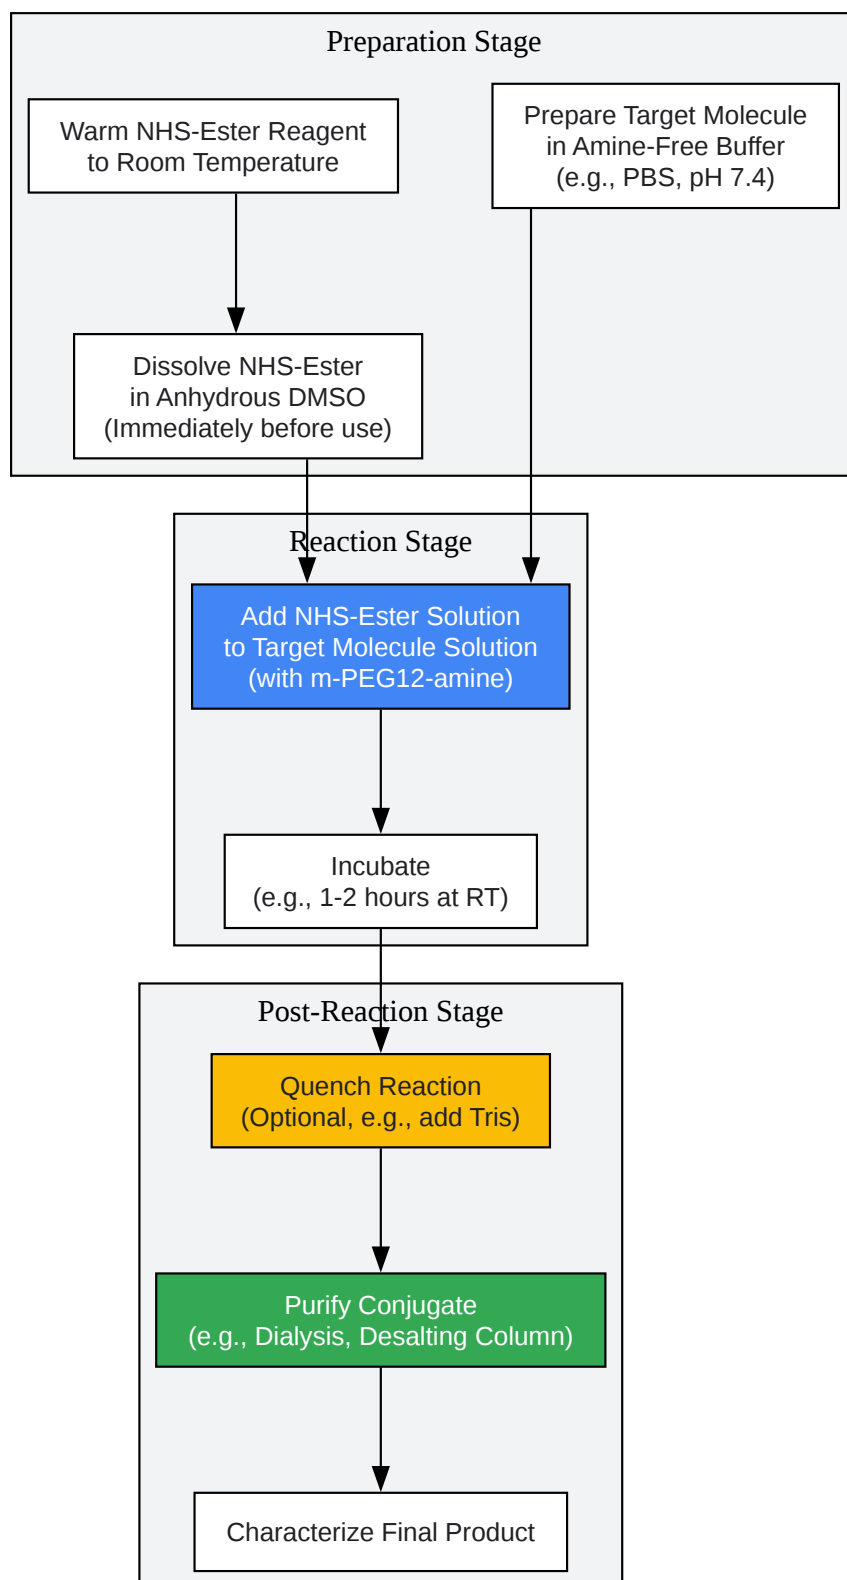 Preparation Stage
Warm NHS-Ester Reagent
to Room Temperature
Prepare Target Molecule
in Amine-Free Buffer
(e.g., PBS, pH 7.4)
Dissolve NHS-Ester
in Anhydrous DMSO
(Immediately before use)
Reaction Stage
Add NHS-Ester Solution
to Target Molecule Solution
(with m-PEG12-amine)
Incubate
(e.g., 1-2 hours at RT)
Post-Reaction Stage
Quench Reaction
(Optional, e.g., add Tris)
Purify Conjugate
(e.g., Dialysis, Desalting Column)
Characterize Final Product